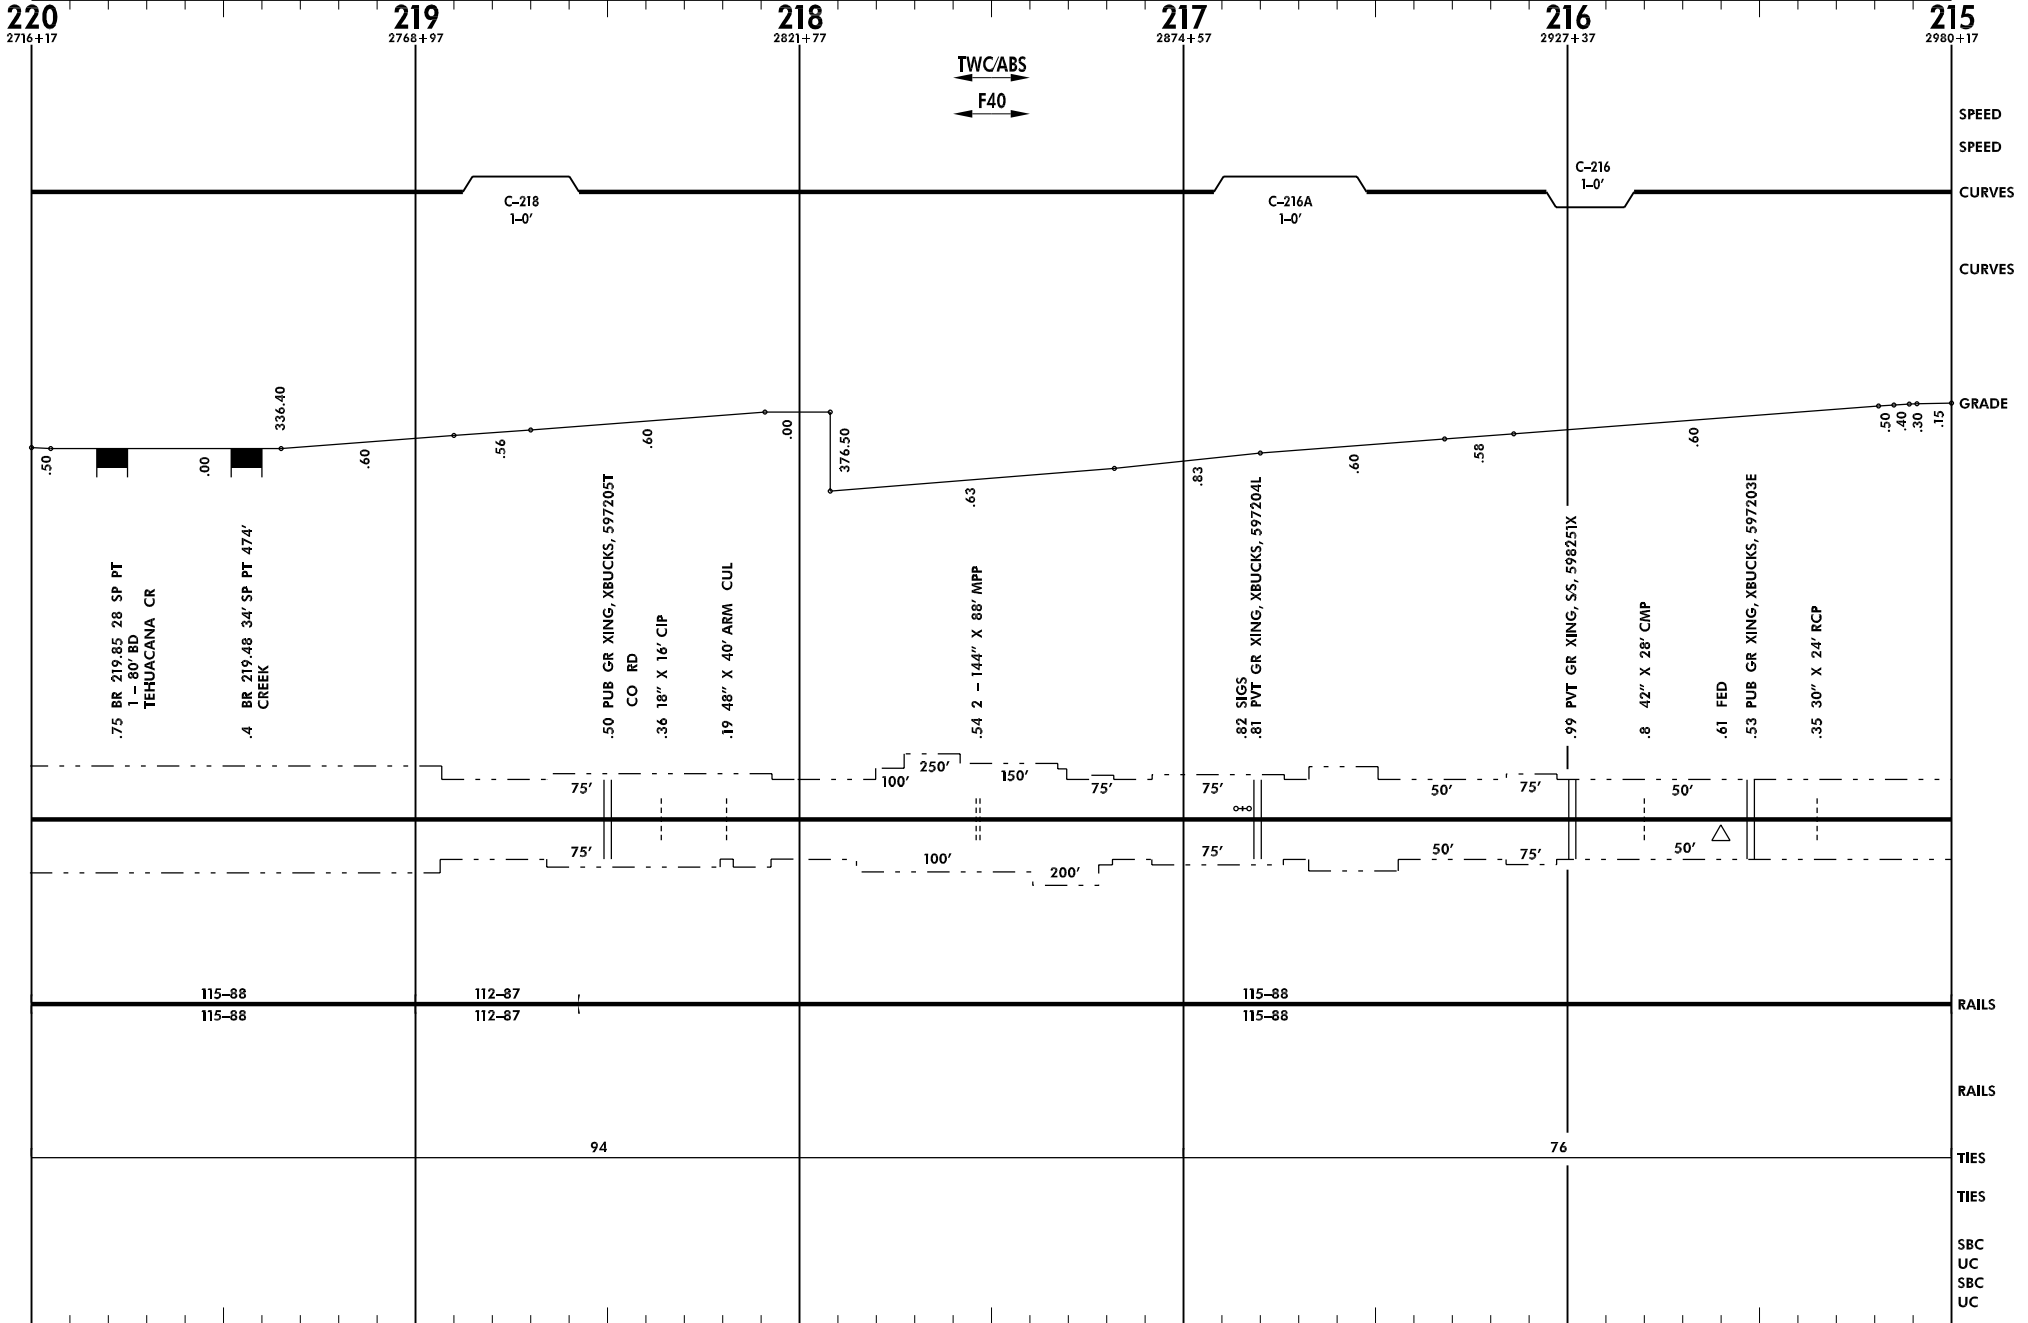 220 219 218 217 216 215
2716+17 2768+97 2821+77 2874+57 2927+37 2980+17
TWC/ABS
F40
SPEED
SPEED
C–218
1–0'
C–216A
1–0'
C–216
1–0'
CURVES
CURVES
.50
.00
336.40
.60
.56
.60
.00
376.50
.63
.83
.60
.58
.60
.50
.40
.30
.15
GRADE
.75 BR 219.85 28 SP PT
1 – 80' BD
TEHUACANA CR
.4 BR 219.48 34' SP PT 474'
CREEK
.50 PUB GR XING, XBUCKS, 597205T
CO RD
.36 18" X 16' CIP
.19 48" X 40' ARM CUL
.54 2 – 144" X 88' MPP
.82 SIGS
.81 PVT GR XING, XBUCKS, 597204L
.99 PVT GR XING, S/S, 598251X
.8 42" X 28' CMP
.61 FED
.53 PUB GR XING, XBUCKS, 597203E
.35 30" X 24' RCP
75' 100' 250' 150' 75' 75' 50' 75' 50'
75' 100' 200' 75' 50' 75' 50'
115–88 112–87 115–88
RAILS
115–88 112–87 115–88
RAILS
94 76
TIES
TIES
SBC
UC
SBC
UC